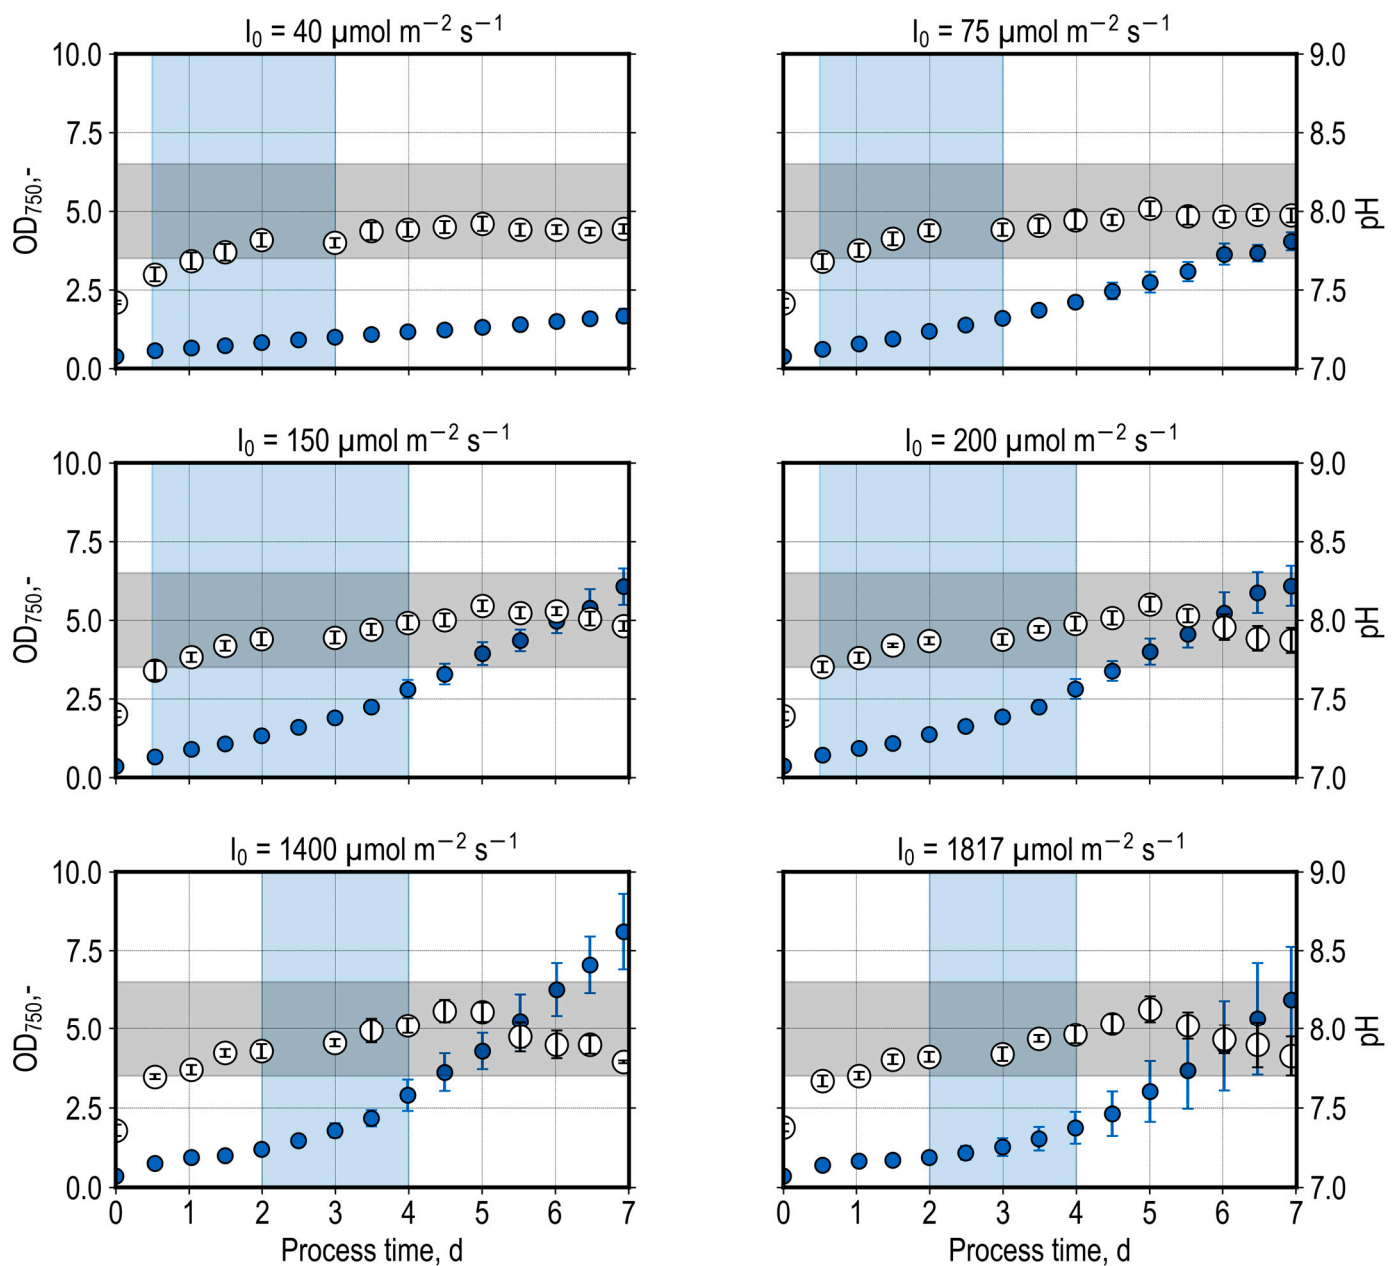 I₀ = 40 µmol m⁻² s⁻¹
I₀ = 75 µmol m⁻² s⁻¹
10.0
7.5
5.0
2.5
0.0
OD₇₅₀,-
9.0
8.5
8.0
7.5
7.0
pH
I₀ = 150 µmol m⁻² s⁻¹
I₀ = 200 µmol m⁻² s⁻¹
10.0
7.5
5.0
2.5
0.0
OD₇₅₀,-
9.0
8.5
8.0
7.5
7.0
pH
I₀ = 1400 µmol m⁻² s⁻¹
I₀ = 1817 µmol m⁻² s⁻¹
10.0
7.5
5.0
2.5
0.0
OD₇₅₀,-
9.0
8.5
8.0
7.5
7.0
pH
0 1 2 3 4 5 6 7
0 1 2 3 4 5 6 7
Process time, d
Process time, d